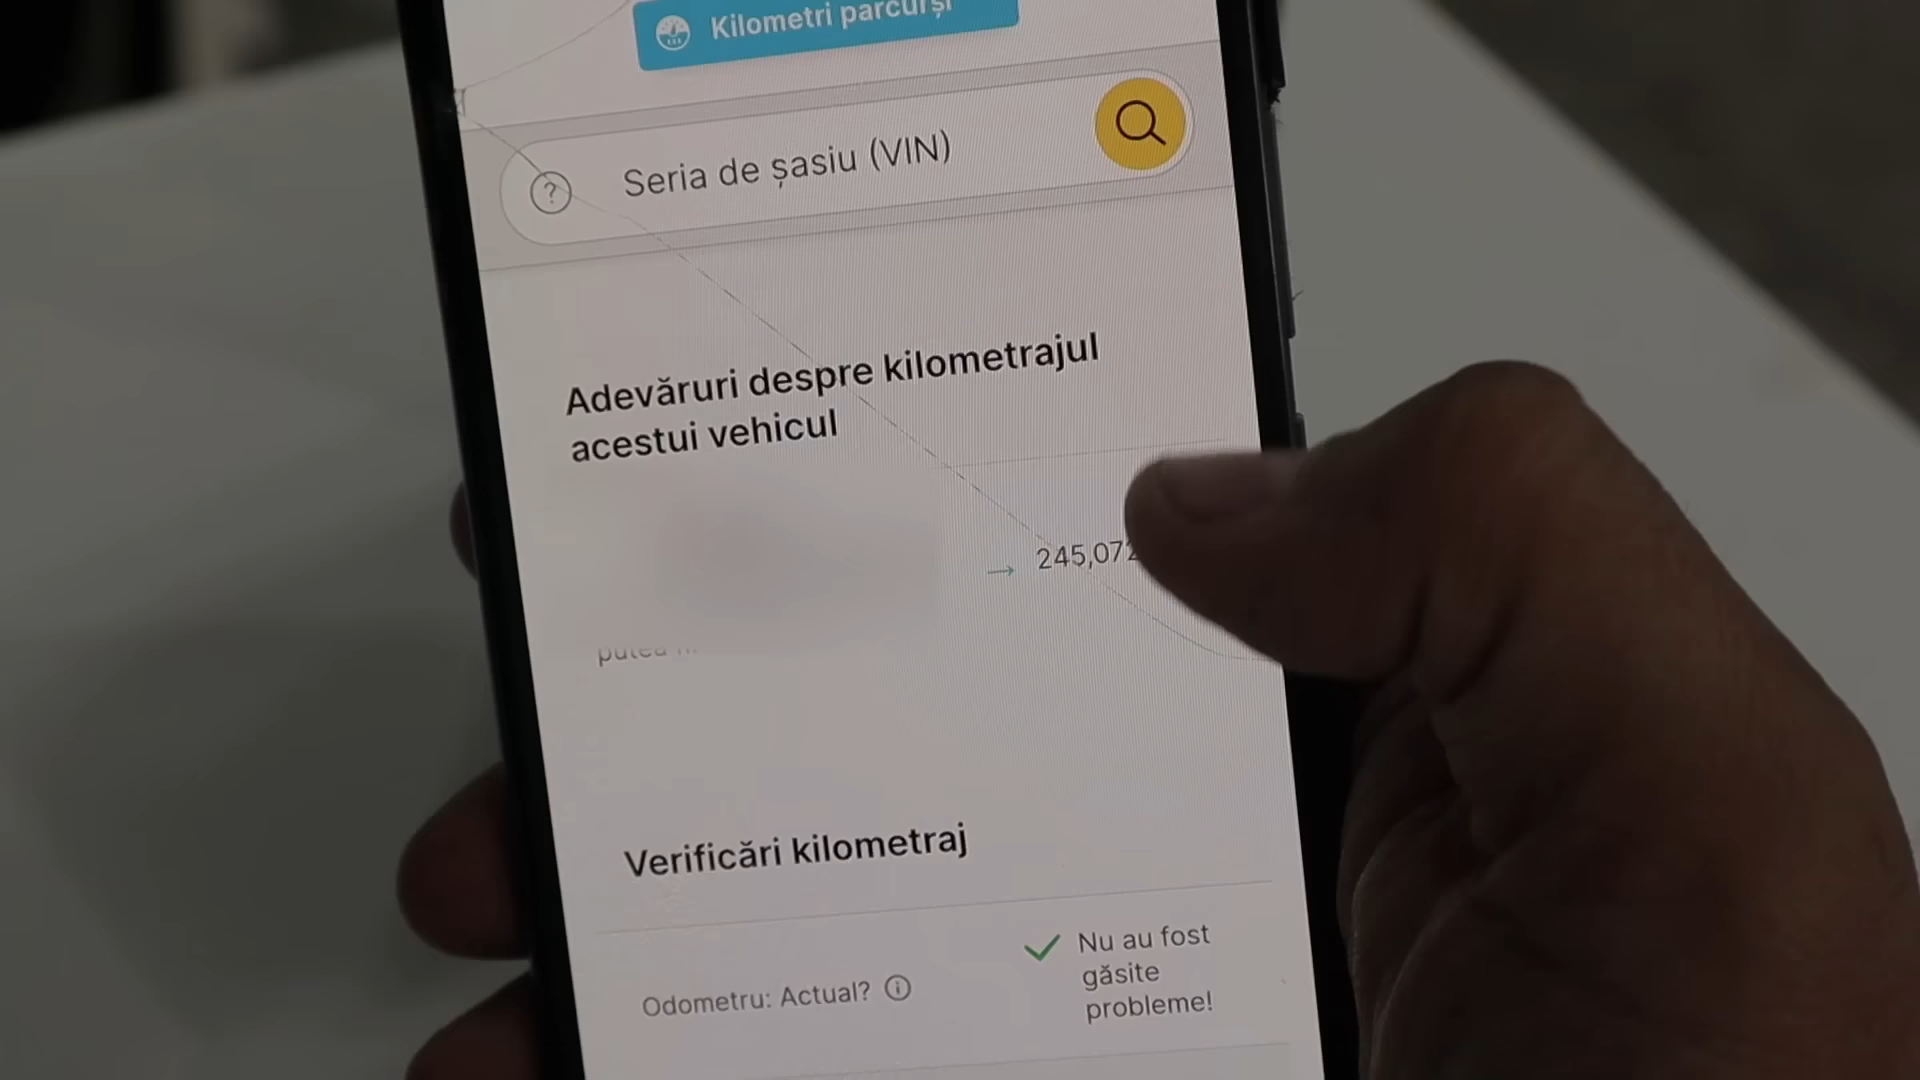 Kilometri parcurși
Seria de șasiu (VIN)
Adevăruri despre kilometrajul
acestui vehicul
→ 245,072
Verificări kilometraj
Odometru: Actual?
Nu au fost
găsite
probleme!